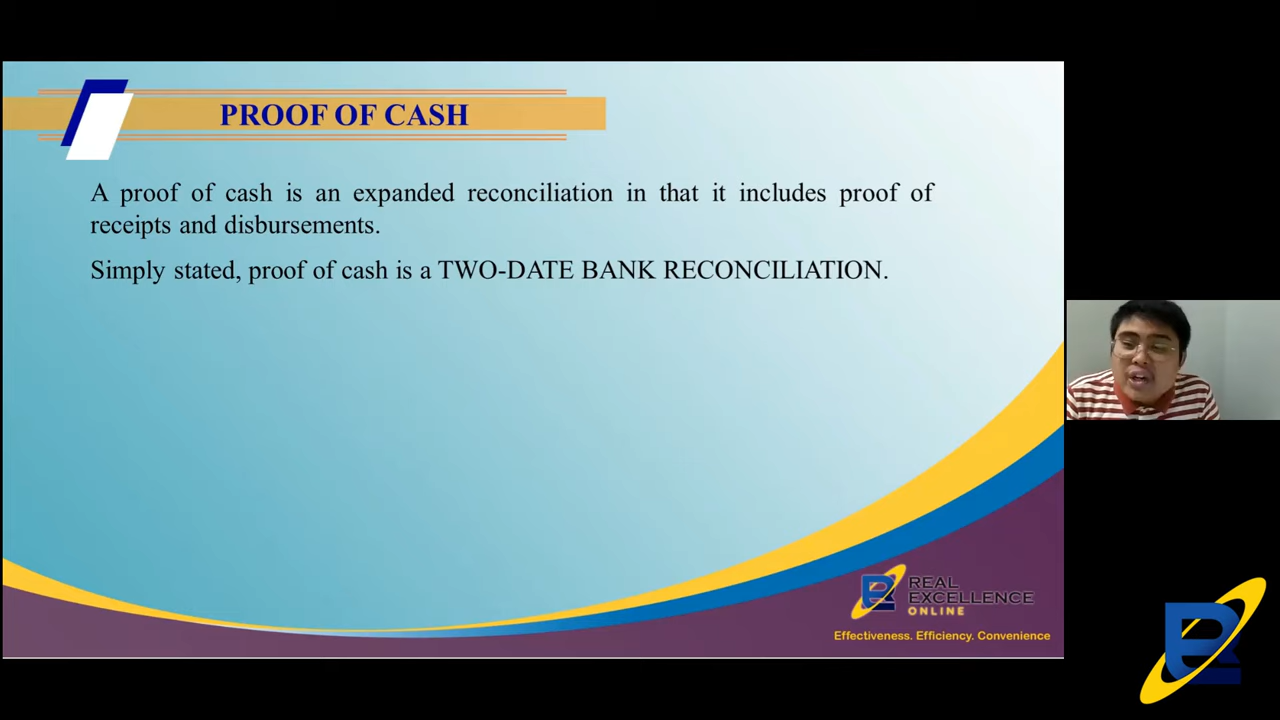 PROOF OF CASH
A proof of cash is an expanded reconciliation in that it includes proof of
receipts and disbursements.
Simply stated, proof of cash is a TWO-DATE BANK RECONCILIATION.
REAL
EXCELLENCE
ONLINE
Effectiveness. Efficiency. Convenience